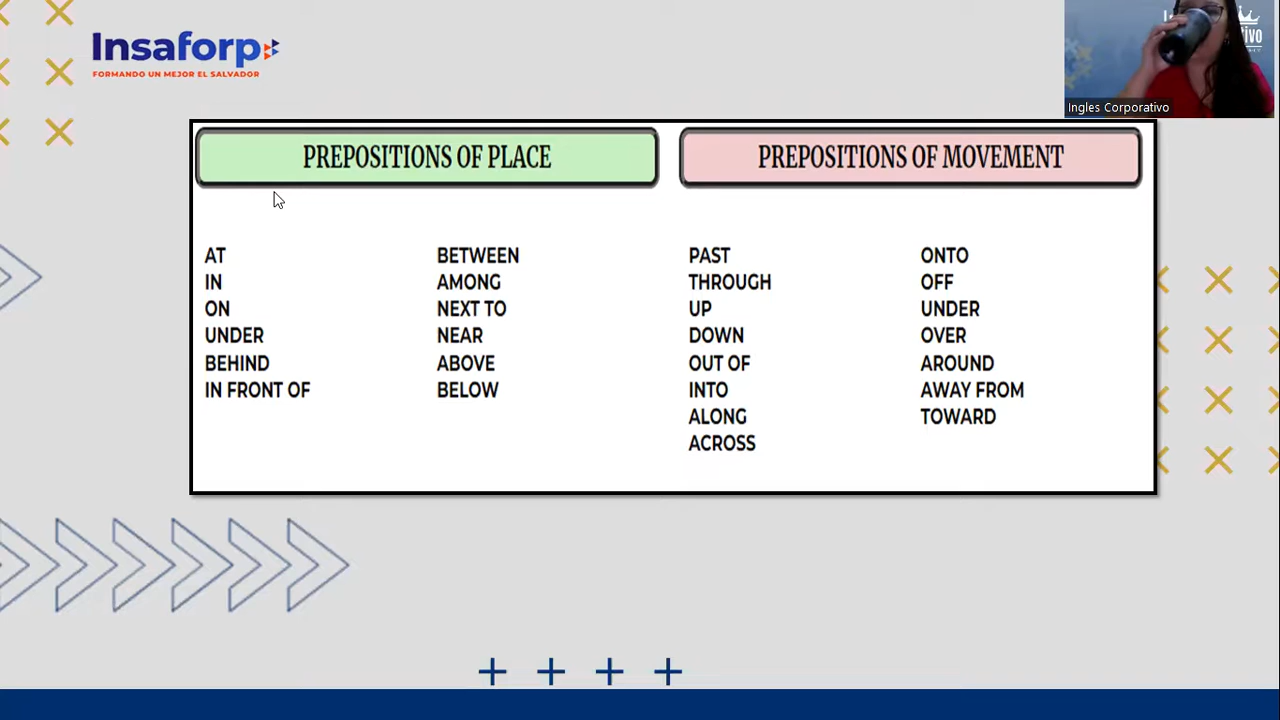 Insaforp
FORMANDO UN MEJOR EL SALVADOR
Ingles Corporativo
PREPOSITIONS OF PLACE
AT
IN
ON
UNDER
BEHIND
IN FRONT OF
BETWEEN
AMONG
NEXT TO
NEAR
ABOVE
BELOW
PREPOSITIONS OF MOVEMENT
PAST
THROUGH
UP
DOWN
OUT OF
INTO
ALONG
ACROSS
ONTO
OFF
UNDER
OVER
AROUND
AWAY FROM
TOWARD